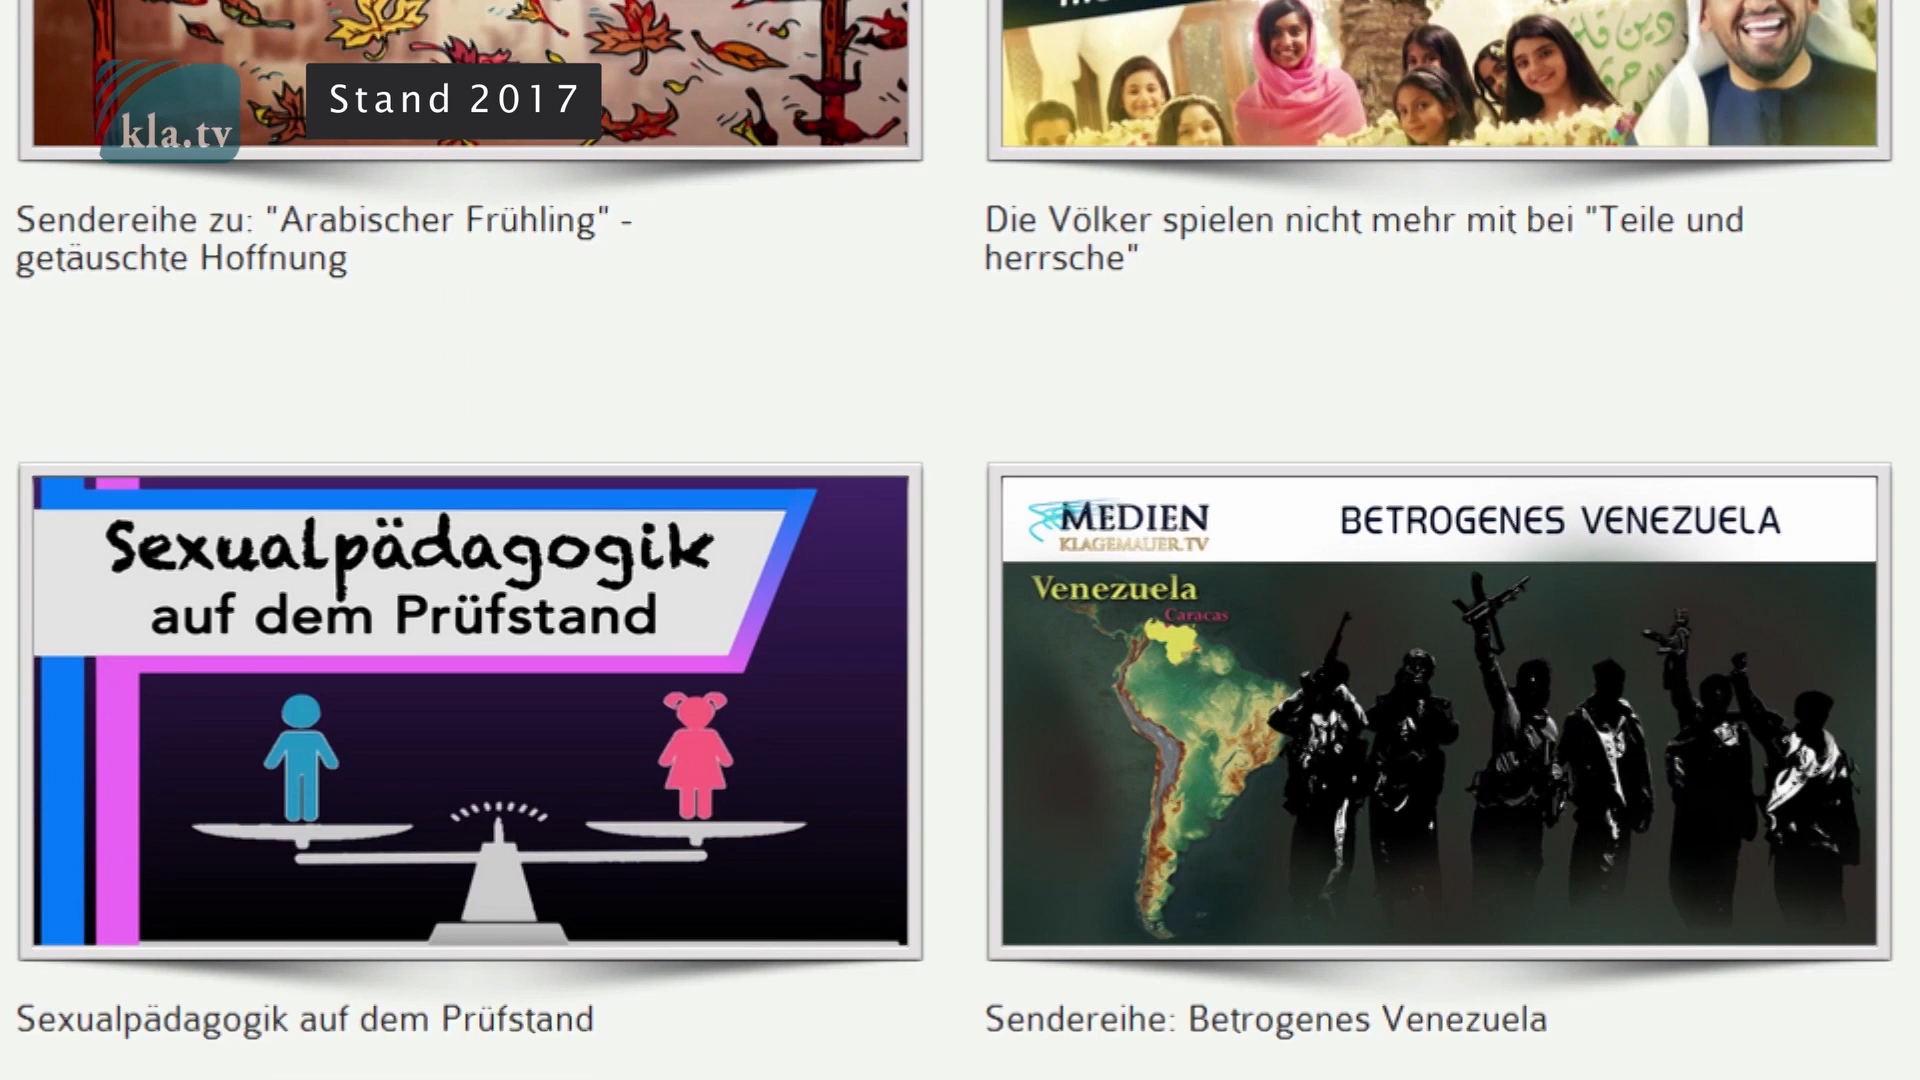 kla.tv
Stand 2017
Sendereihe zu: "Arabischer Frühling" -
getäuschte Hoffnung
Die Völker spielen nicht mehr mit bei "Teile und
herrsche"
Sexualpädagogik
auf dem Prüfstand
MEDIEN
KLAGEMAUER.TV
BETROGENES VENEZUELA
Venezuela
Caracas
Sexualpädagogik auf dem Prüfstand
Sendereihe: Betrogenes Venezuela